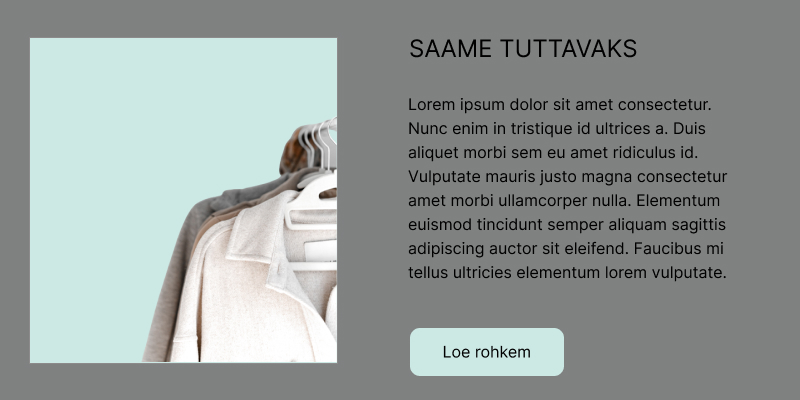 SAAME TUTTAVAKS
Lorem ipsum dolor sit amet consectetur.
Nunc enim in tristique id ultrices a. Duis
aliquet morbi sem eu amet ridiculus id.
Vulputate mauris justo magna consectetur
amet morbi ullamcorper nulla. Elementum
euismod tincidunt semper aliquam sagittis
adipiscing auctor sit eleifend. Faucibus mi
tellus ultricies elementum lorem vulputate.
Loe rohkem